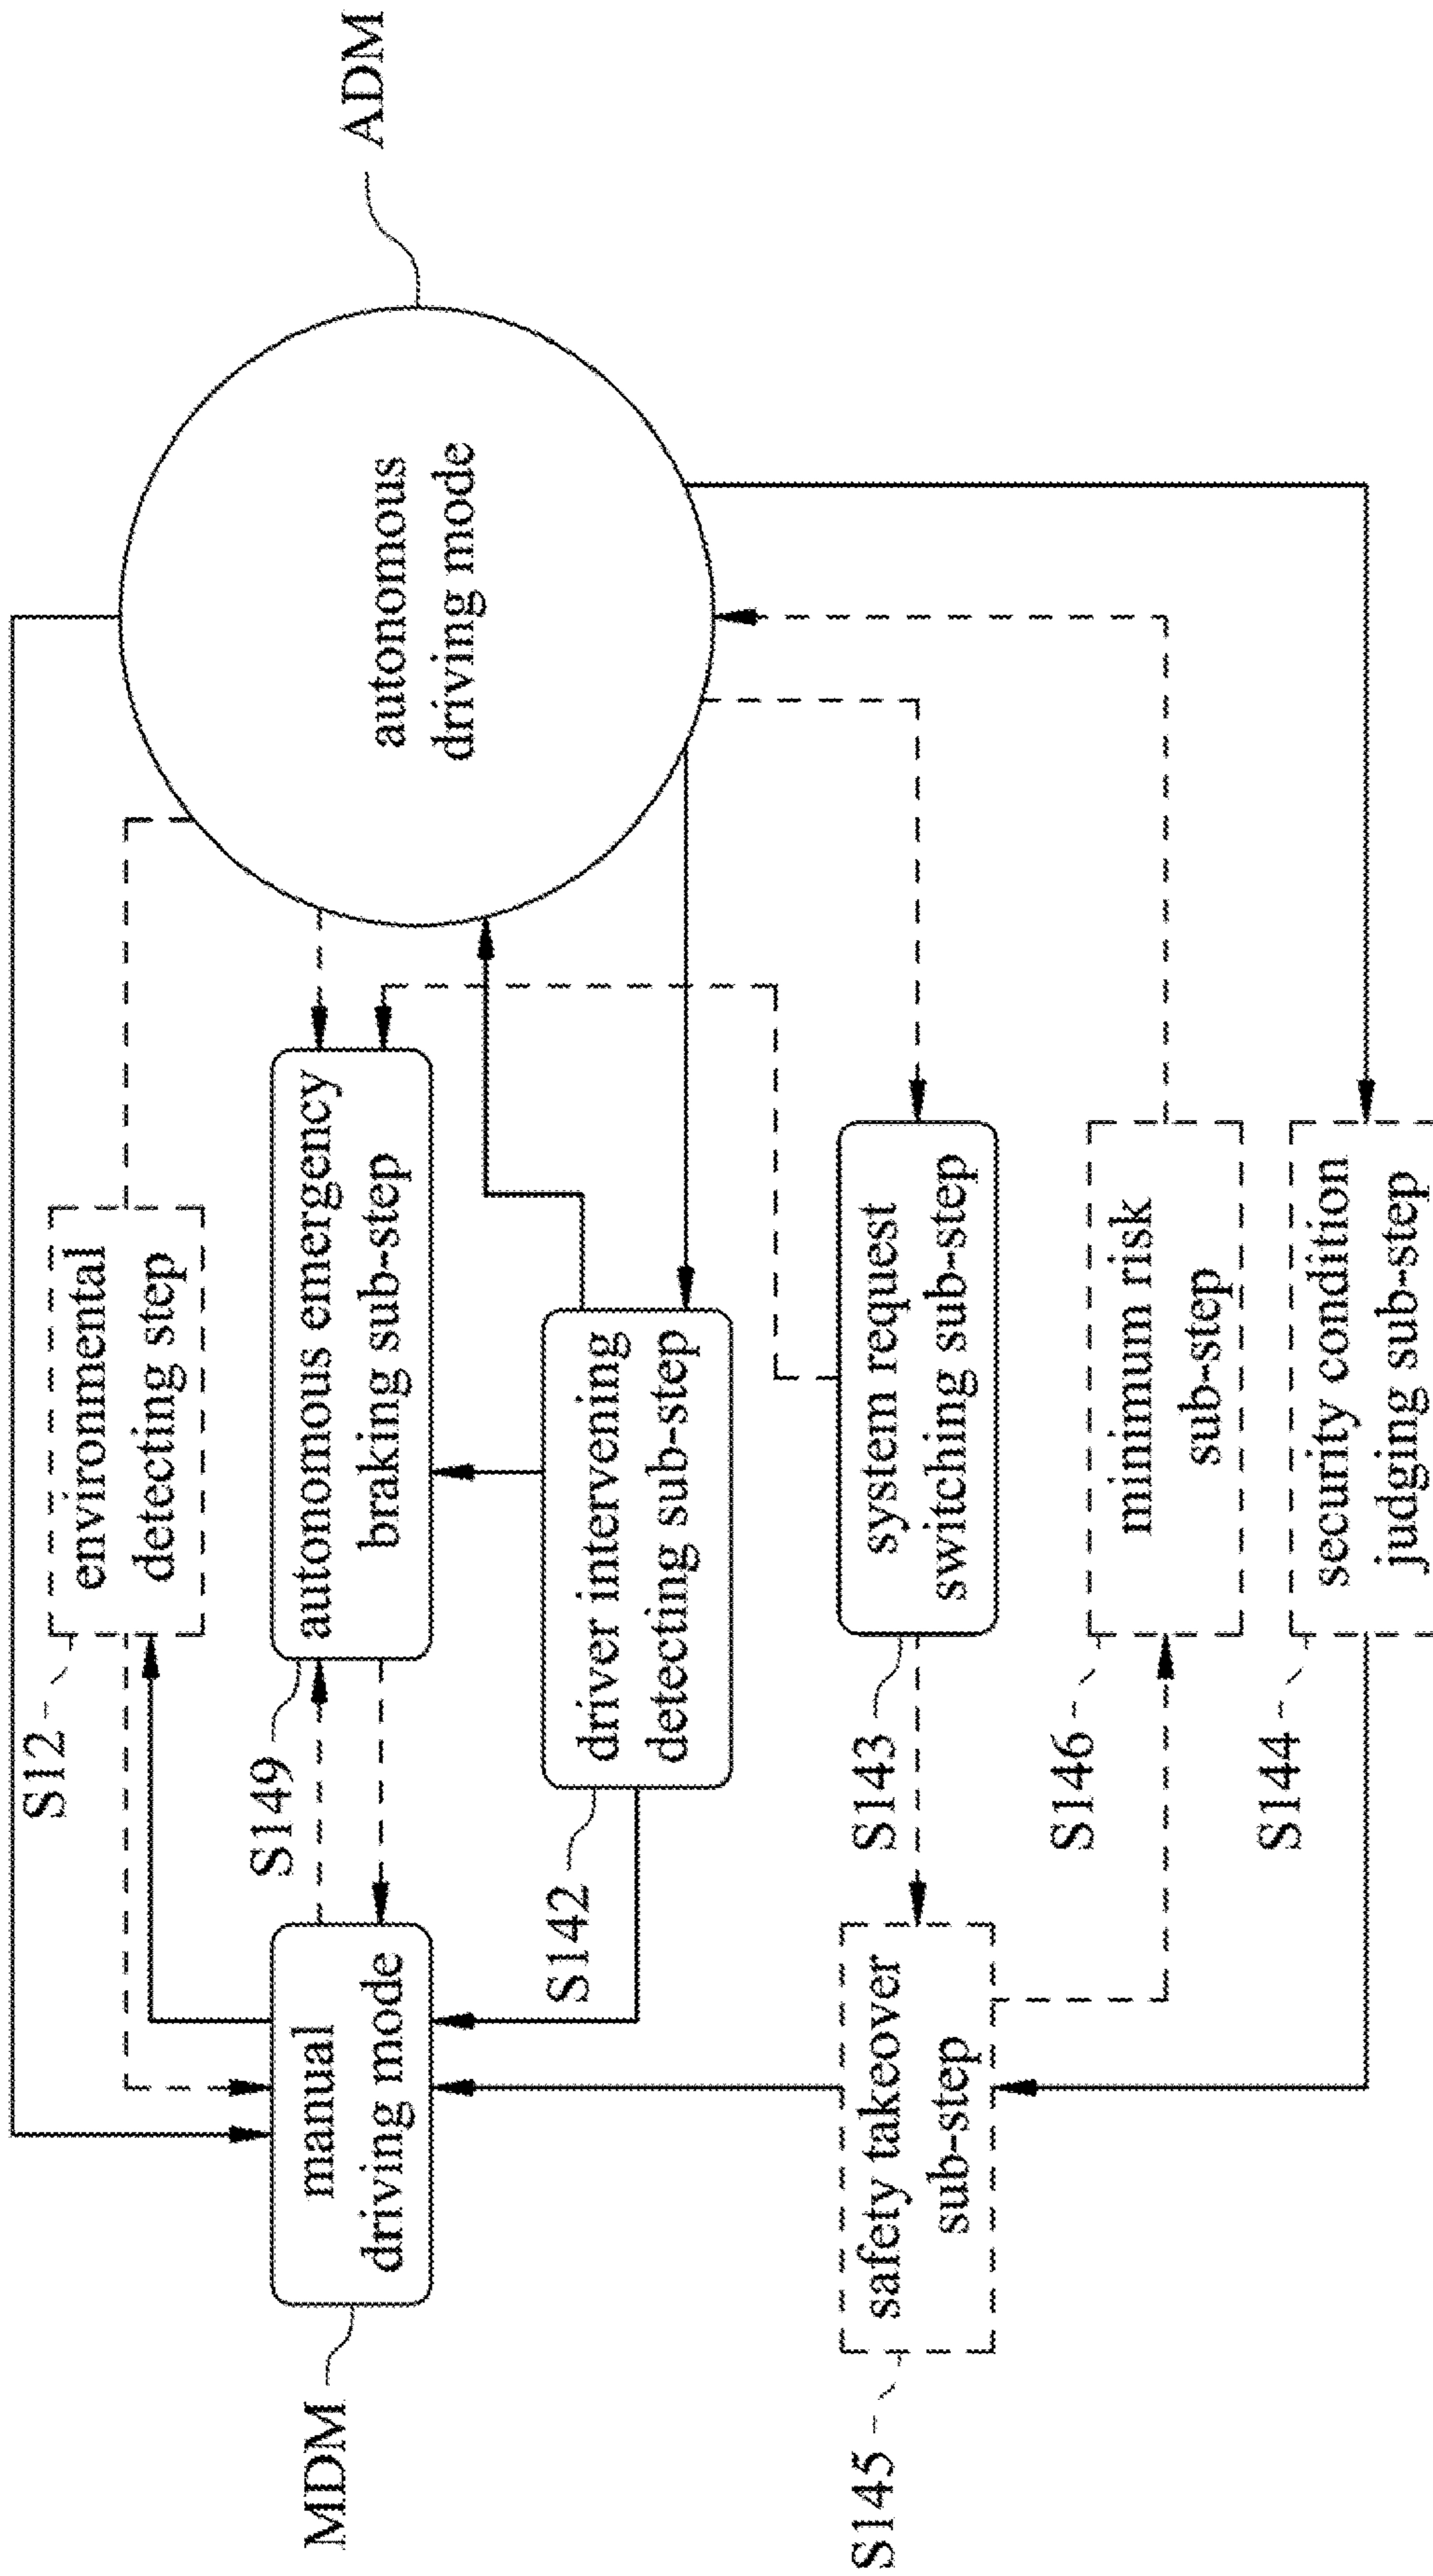 ADM
autonomous
driving mode
S12
environmental
detecting step
S149
autonomous emergency
braking sub-step
MDM
manual
driving mode
S142
driver intervening
detecting sub-step
S143
system request
switching sub-step
S145
safety takeover
sub-step
S146
minimum risk
sub-step
S144
security condition
judging sub-step